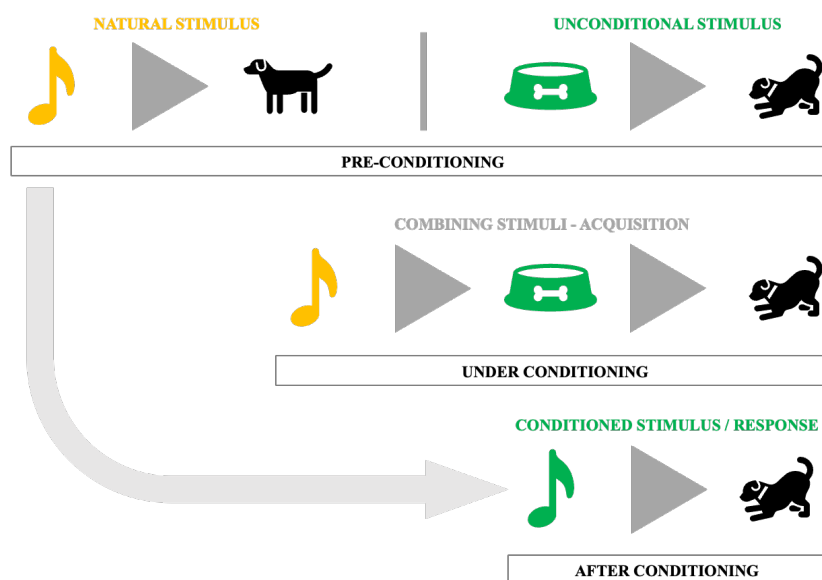 NATURAL STIMULUS
UNCONDITIONAL STIMULUS
PRE-CONDITIONING
COMBINING STIMULI - ACQUISITION
UNDER CONDITIONING
CONDITIONED STIMULUS / RESPONSE
AFTER CONDITIONING